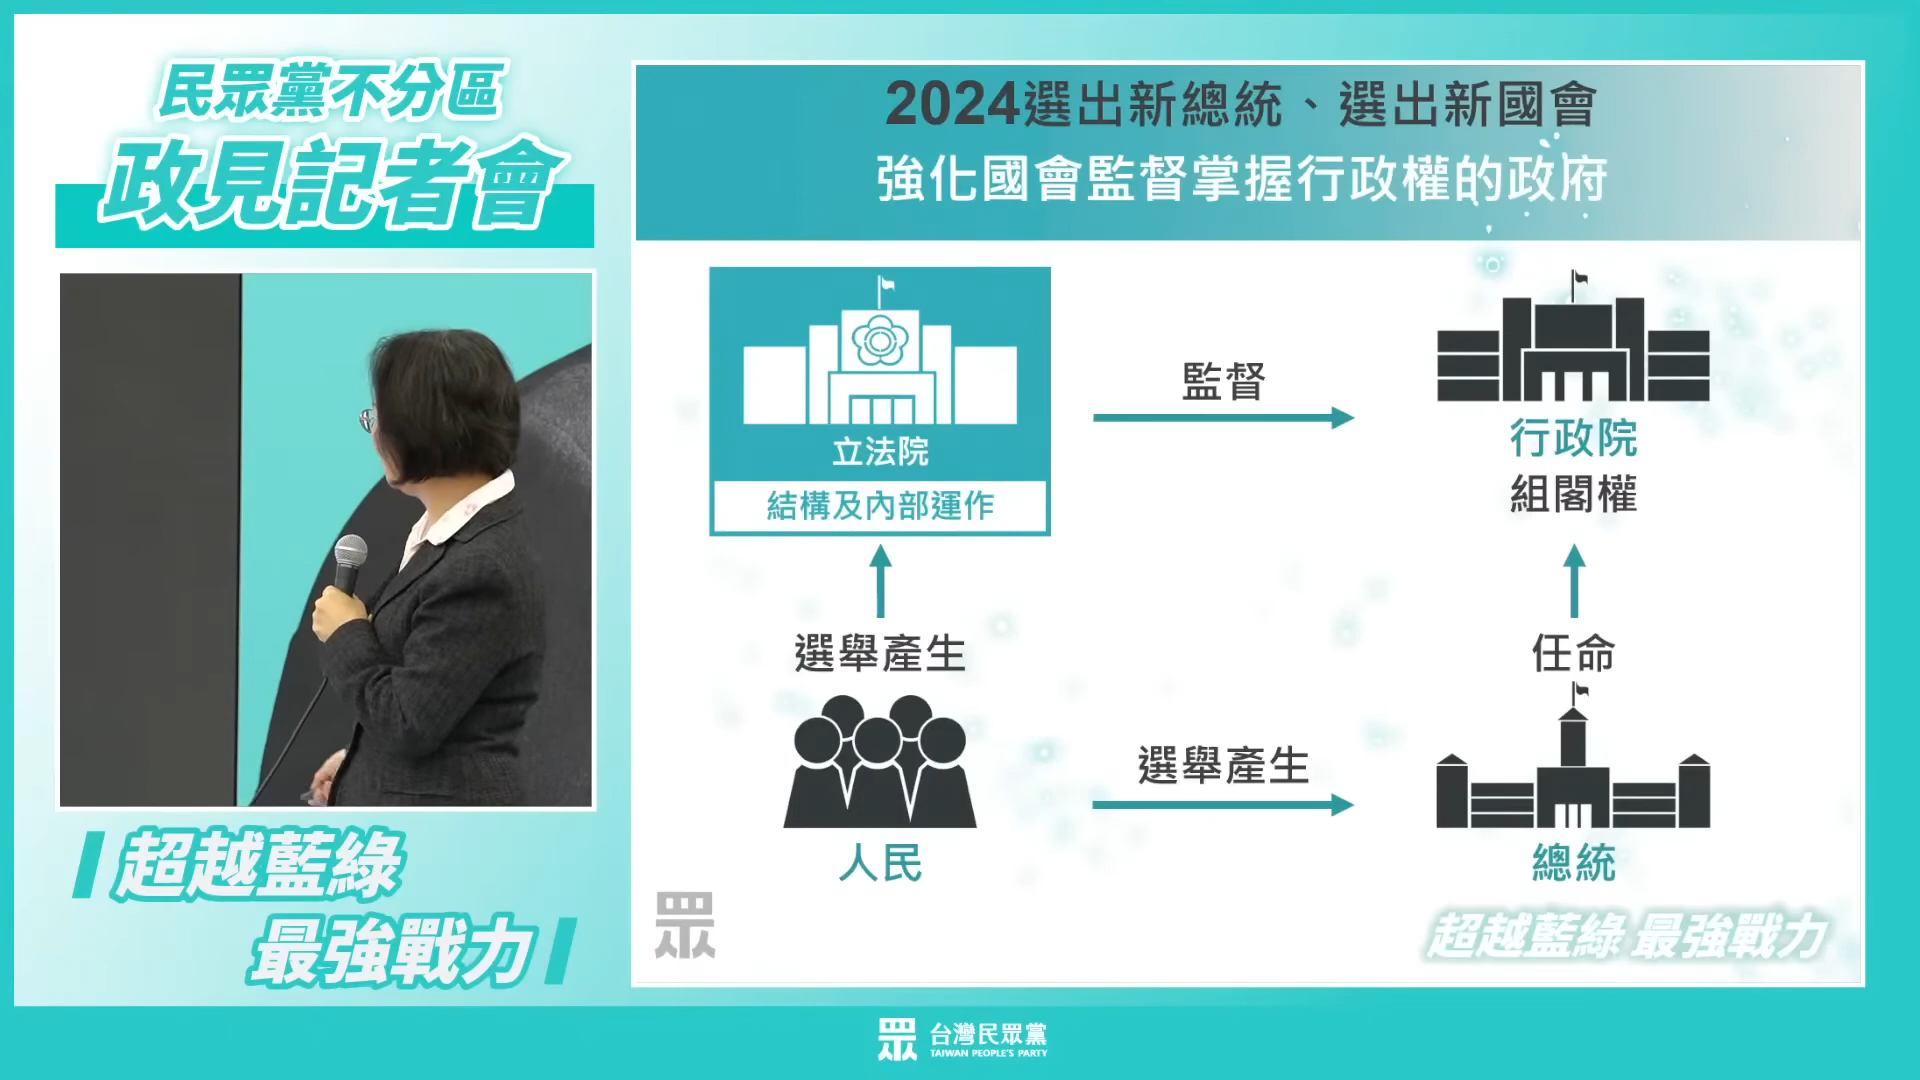 民眾黨不分區
政見記者會
超越藍綠
最強戰力
2024選出新總統、選出新國會
強化國會監督掌握行政權的政府
立法院
結構及內部運作
監督
行政院
組閣權
選舉產生
任命
人民
選舉產生
總統
眾
超越藍綠 最強戰力
眾 台灣民眾黨
TAIWAN PEOPLE'S PARTY